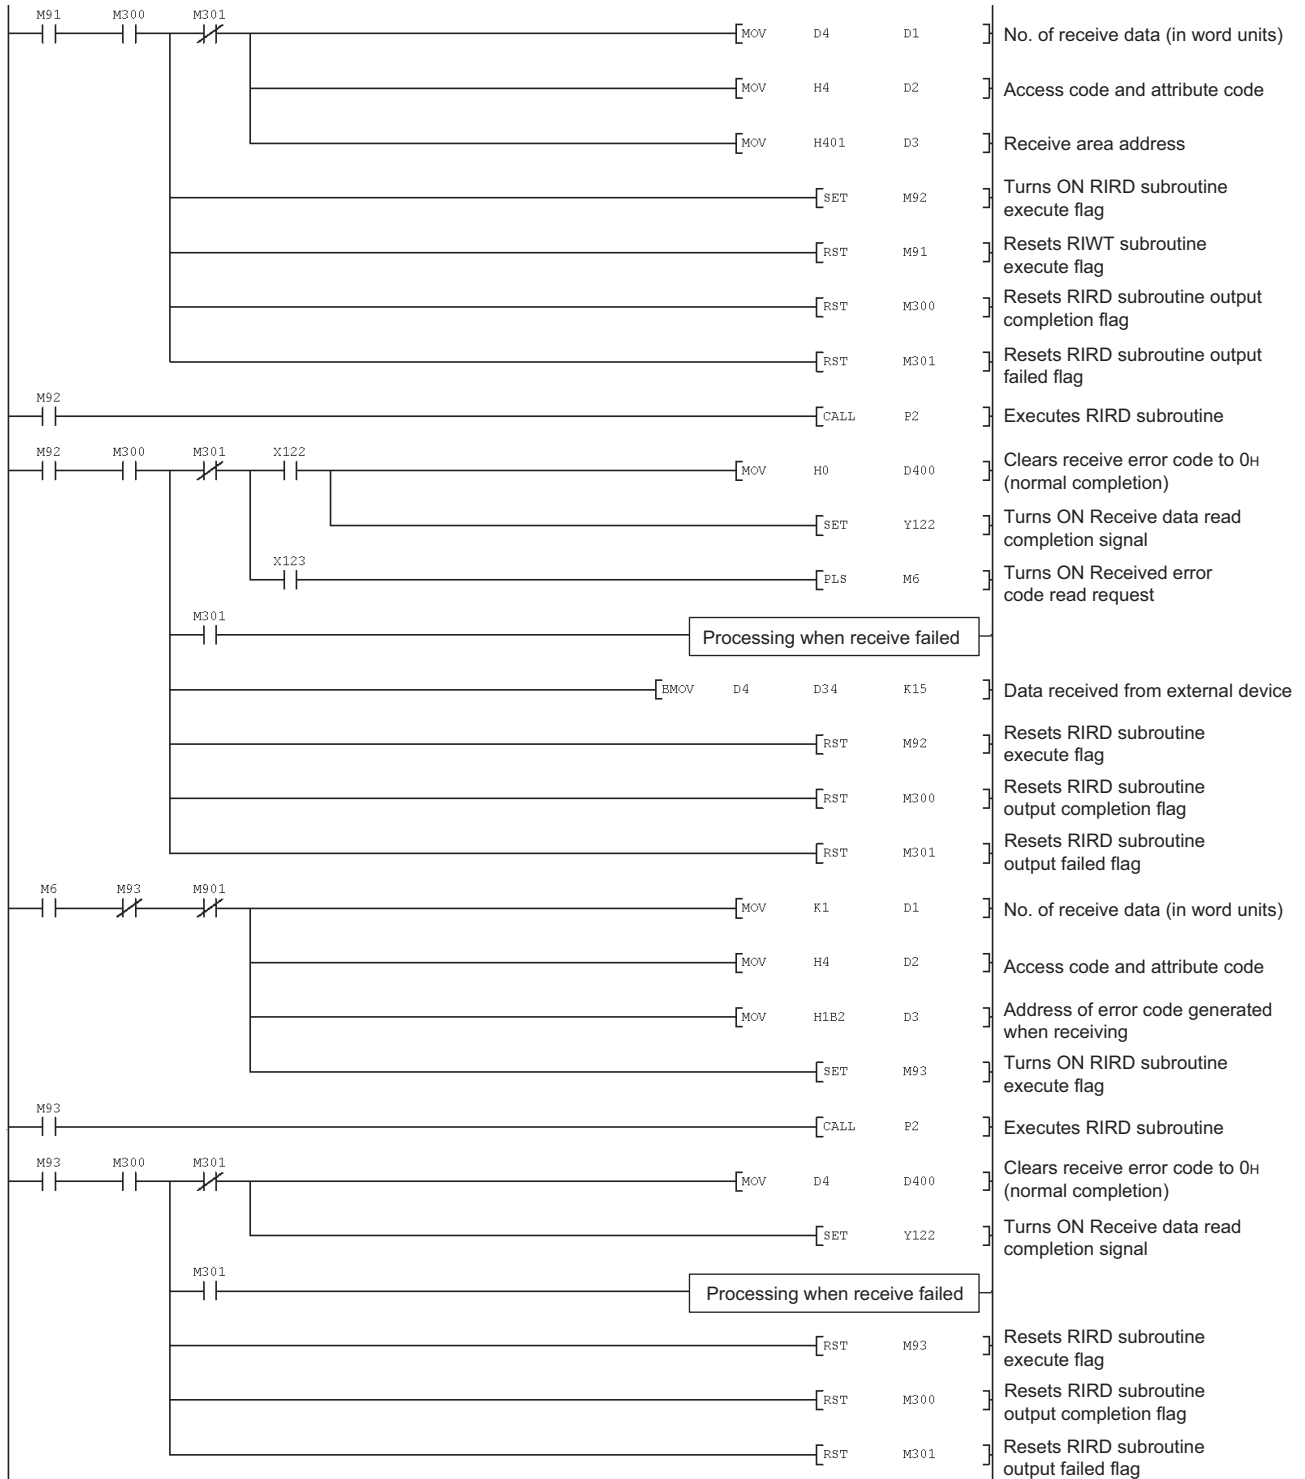 M91 M300 M301
MOV D4 D1 No. of receive data (in word units)
MOV H4 D2 Access code and attribute code
MOV H401 D3 Receive area address
SET M92 Turns ON RIRD subroutine
execute flag
RST M91 Resets RIWT subroutine
execute flag
RST M300 Resets RIRD subroutine output
completion flag
RST M301 Resets RIRD subroutine output
failed flag
M92
CALL P2 Executes RIRD subroutine
M92 M300 M301 X122
MOV H0 D400 Clears receive error code to 0H
(normal completion)
SET Y122 Turns ON Receive data read
completion signal
X123
PLS M6 Turns ON Received error
code read request
M301
Processing when receive failed
BMOV D4 D34 K15 Data received from external device
RST M92 Resets RIRD subroutine
execute flag
RST M300 Resets RIRD subroutine
output completion flag
RST M301 Resets RIRD subroutine
output failed flag
M6 M93 M901
MOV K1 D1 No. of receive data (in word units)
MOV H4 D2 Access code and attribute code
MOV H1B2 D3 Address of error code generated
when receiving
SET M93 Turns ON RIRD subroutine
execute flag
M93
CALL P2 Executes RIRD subroutine
M93 M300 M301
MOV D4 D400 Clears receive error code to 0H
(normal completion)
SET Y122 Turns ON Receive data read
completion signal
M301
Processing when receive failed
RST M93 Resets RIRD subroutine
execute flag
RST M300 Resets RIRD subroutine
output completion flag
RST M301 Resets RIRD subroutine
output failed flag